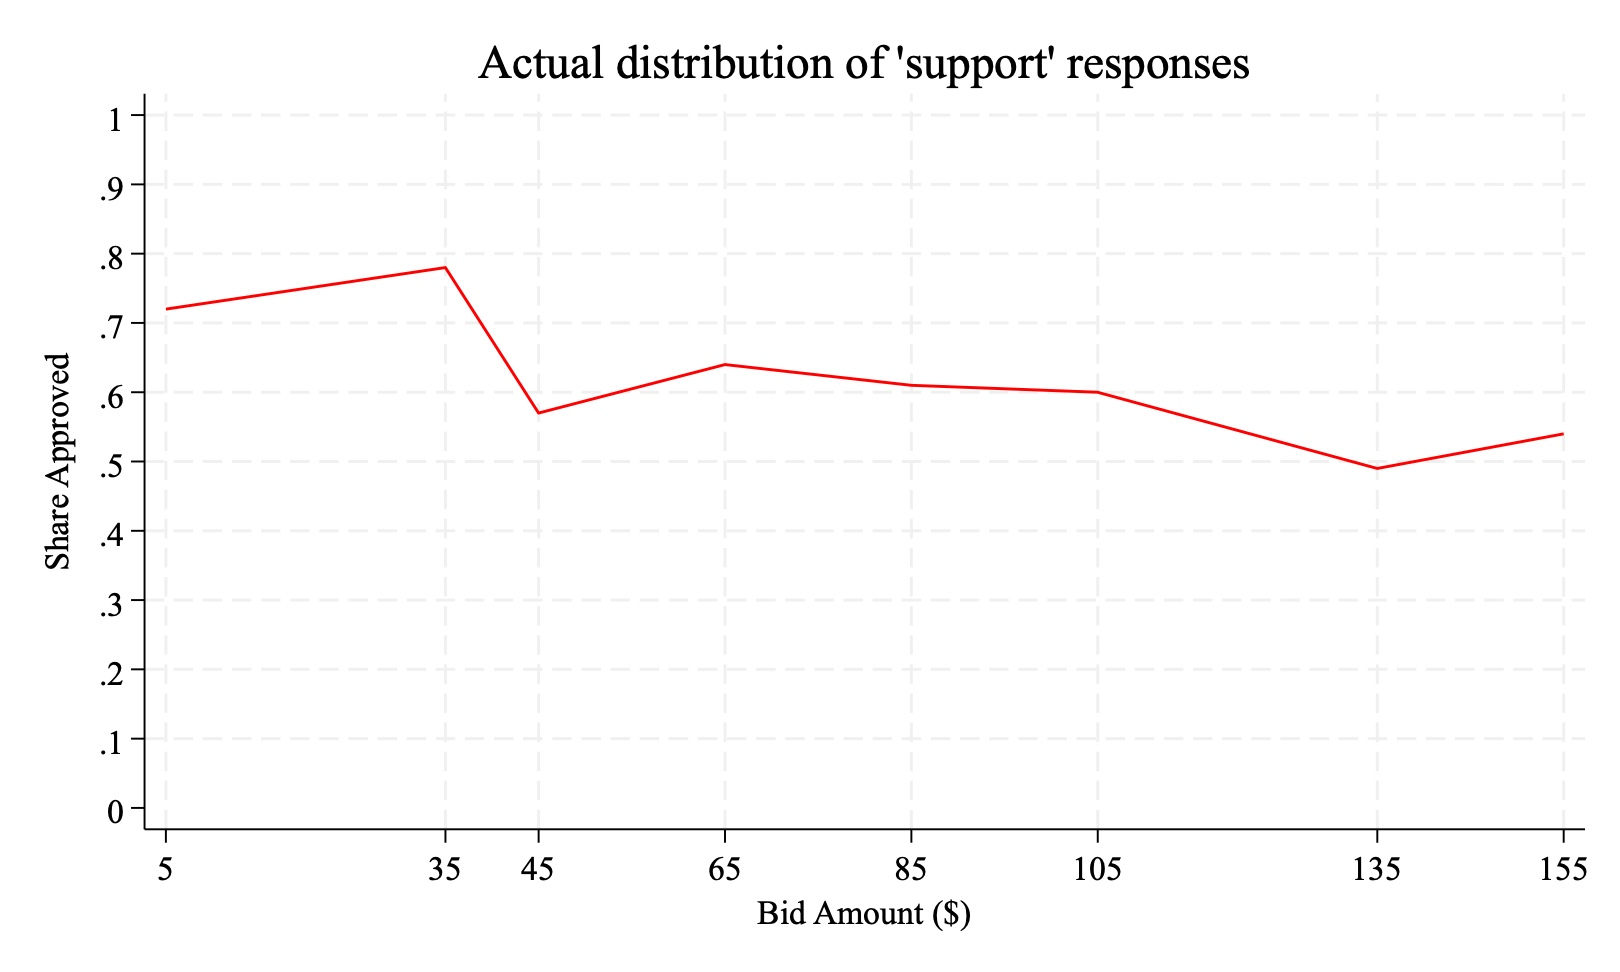 Actual distribution of 'support' responses
1
.9
.8
.7
.6
.5
.4
.3
.2
.1
0
Share Approved
5 35 45 65 85 105 135 155
Bid Amount ($)